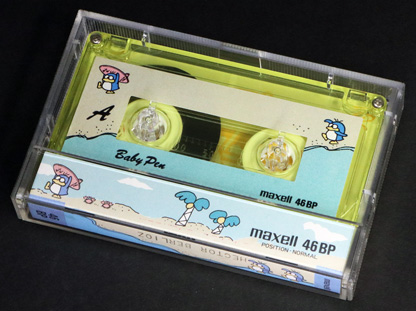 A
Baby Pen
maxell 46BP
maxell 46BP
POSITION·NORMAL
HECTOR BERLIOZ